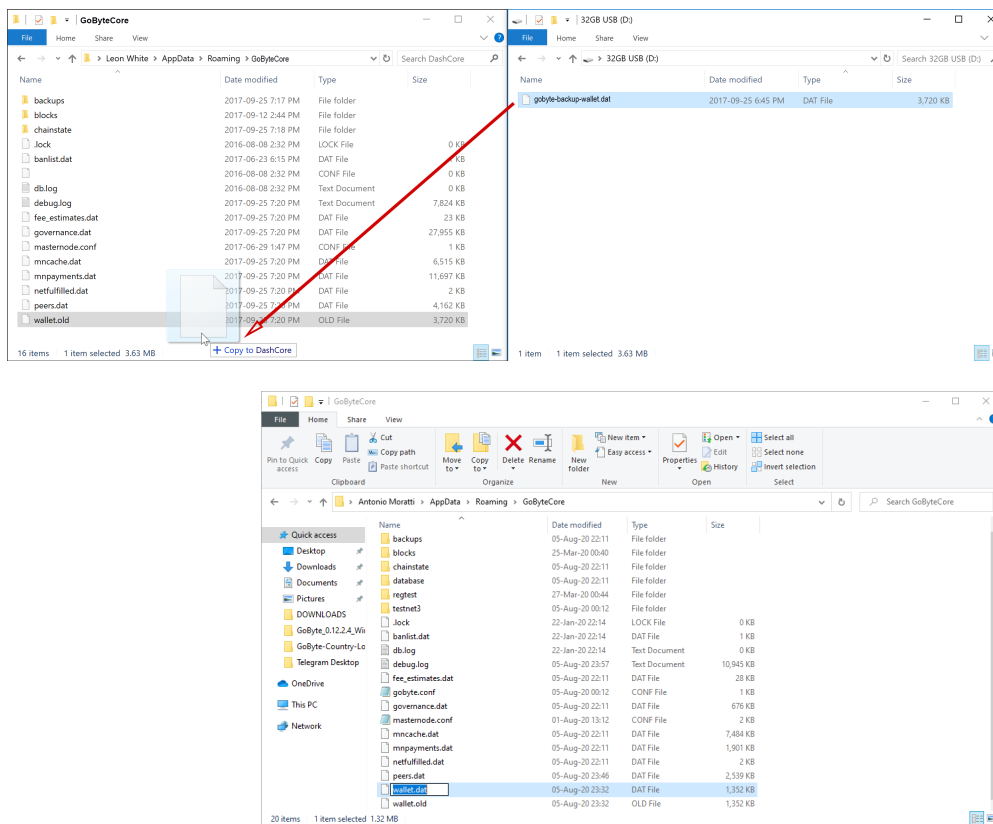 GoByteCore
File Home Share View
Leon White > AppData > Roaming > GoByteCore Search DashCore
Name Date modified Type Size
backups 2017-09-25 7:17 PM File folder
blocks 2017-09-12 2:44 PM File folder
chainstate 2017-09-25 7:18 PM File folder
.lock 2016-08-08 2:32 PM LOCK File 0 KB
banlist.dat 2017-06-23 6:15 PM DAT File KB
2016-08-08 2:32 PM CONF File 0 KB
db.log 2016-08-08 2:32 PM Text Document 0 KB
debug.log 2017-09-25 7:20 PM Text Document 7,824 KB
fee_estimates.dat 2017-09-25 7:20 PM DAT File 23 KB
governance.dat 2017-09-25 7:20 PM DAT File 27,955 KB
masternode.conf 2017-06-29 1:47 PM CONF File 1 KB
mncache.dat 2017-09-25 7:20 PM DAT File 6,515 KB
mnpayments.dat 2017-09-25 7:20 PM DAT File 11,697 KB
netfulfilled.dat 2017-09-25 7:20 PM DAT File 2 KB
peers.dat 2017-09-25 7:20 PM DAT File 4,162 KB
wallet.old 2017-09-25 7:20 PM OLD File 3,720 KB
+ Copy to DashCore
16 items 1 item selected 3.63 MB
32GB USB (D:)
File Home Share View
> 32GB USB (D:) Search 32GB USB (D:)
Name Date modified Type Size
gobyte-backup-wallet.dat 2017-09-25 6:45 PM DAT File 3,720 KB
1 item 1 item selected 3.63 MB
GoByteCore
File Home Share View
Pin to Quick access Copy Paste Cut Copy path Paste shortcut
Move to Copy to Delete Rename New folder New item Easy access
Properties Open Edit History Select all Select none Invert selection
Clipboard Organize New Open Select
> Antonio Moratti > AppData > Roaming > GoByteCore Search GoByteCore
Quick access
Desktop
Downloads
Documents
Pictures
DOWNLOADS
GoByte_0.12.2.4_Wi
GoByte-Country-Lo
Telegram Desktop
OneDrive
This PC
Network
Name Date modified Type Size
backups 05-Aug-20 22:11 File folder
blocks 25-Mar-20 00:40 File folder
chainstate 05-Aug-20 22:11 File folder
database 05-Aug-20 22:11 File folder
regtest 27-Mar-20 00:44 File folder
testnet3 05-Aug-20 00:12 File folder
.lock 22-Jan-20 22:14 LOCK File 0 KB
banlist.dat 22-Jan-20 22:14 DAT File 1 KB
db.log 22-Jan-20 22:14 Text Document 0 KB
debug.log 05-Aug-20 23:57 Text Document 10,945 KB
fee_estimates.dat 05-Aug-20 22:11 DAT File 28 KB
gobyte.conf 05-Aug-20 00:12 CONF File 1 KB
governance.dat 05-Aug-20 22:11 DAT File 676 KB
masternode.conf 01-Aug-20 13:12 CONF File 2 KB
mncache.dat 05-Aug-20 22:11 DAT File 7,484 KB
mnpayments.dat 05-Aug-20 22:11 DAT File 1,901 KB
netfulfilled.dat 05-Aug-20 22:11 DAT File 2 KB
peers.dat 05-Aug-20 23:46 DAT File 2,539 KB
wallet.dat 05-Aug-20 23:32 DAT File 1,352 KB
wallet.old 05-Aug-20 23:32 OLD File 1,352 KB
20 items 1 item selected 1.32 MB